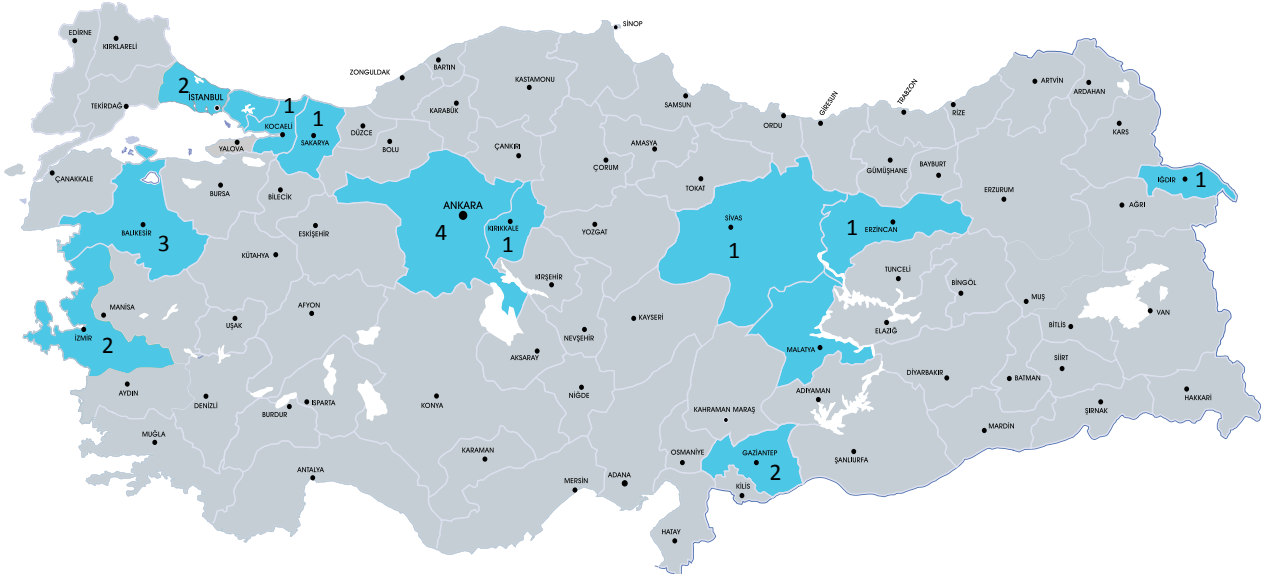 SİNOP
EDİRNE
KIRKLARELİ
BARTIN
ZONGULDAK
KASTAMONU
ARTVİN
ARDAHAN
2
İSTANBUL
TEKİRDAĞ
KARABÜK
SAMSUN
ORDU
GİRESUN
TRABZON
RİZE
1
KOCAELİ
1
SAKARYA
DÜZCE
BOLU
KARS
YALOVA
ÇANKIRI
AMASYA
ÇORUM
GÜMÜŞHANE
BAYBURT
ÇANAKKALE
BURSA
BİLECİK
TOKAT
ERZURUM
IĞDIR
1
ANKARA
4
KIRIKKALE
1
AĞRI
BALIKESİR
3
ESKİŞEHİR
YOZGAT
SİVAS
1
1
ERZİNCAN
KÜTAHYA
KIRŞEHİR
TUNCELİ
BİNGÖL
MUŞ
VAN
MANİSA
AFYON
UŞAK
KAYSERİ
NEVŞEHİR
ELAZIĞ
BİTLİS
İZMİR
2
AKSARAY
MALATYA
SİİRT
AYDIN
DENİZLİ
BURDUR
ISPARTA
KONYA
NİĞDE
ADIYAMAN
DİYARBAKIR
BATMAN
HAKKARİ
ŞIRNAK
KAHRAMAN MARAŞ
MARDİN
MUĞLA
KARAMAN
OSMANİYE
GAZİANTEP
2
ŞANLIURFA
ANTALYA
MERSİN
ADANA
KİLİS
HATAY